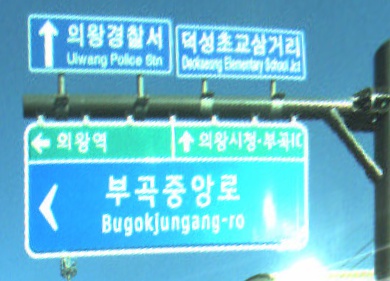 의왕경찰서
Uiwang Police Stn
덕성초교삼거리
Deokseong Elementary School Jct
의왕역
의왕시청·부곡IC
부곡중앙로
Bugokjungang-ro